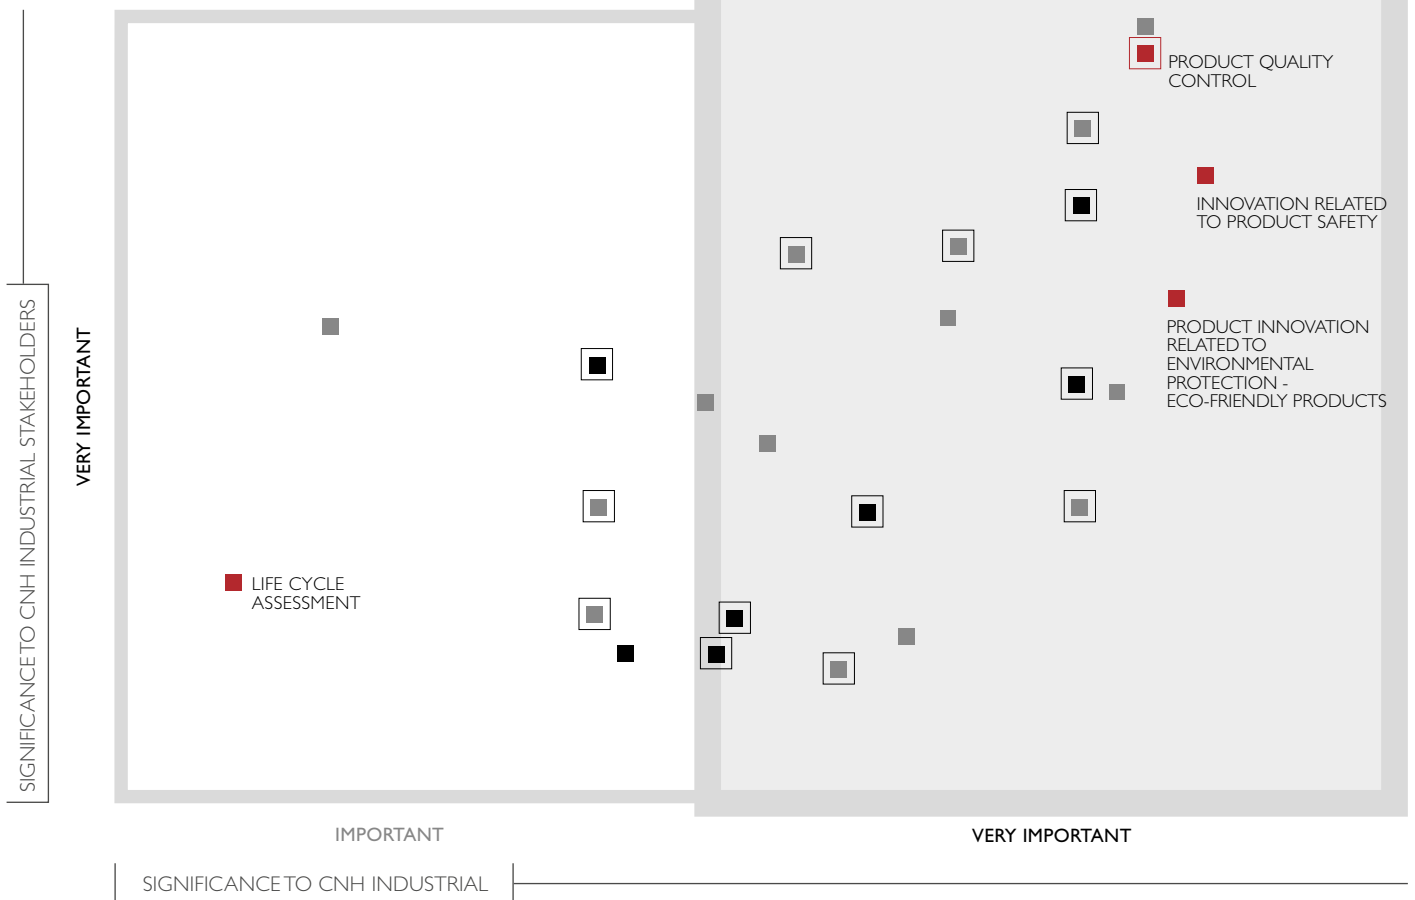 PRODUCT QUALITY
CONTROL
INNOVATION RELATED
TO PRODUCT SAFETY
PRODUCT INNOVATION
RELATED TO
ENVIRONMENTAL
PROTECTION -
ECO-FRIENDLY PRODUCTS
LIFE CYCLE
ASSESSMENT
SIGNIFICANCE TO CNH INDUSTRIAL STAKEHOLDERS
VERY IMPORTANT
IMPORTANT
VERY IMPORTANT
SIGNIFICANCE TO CNH INDUSTRIAL